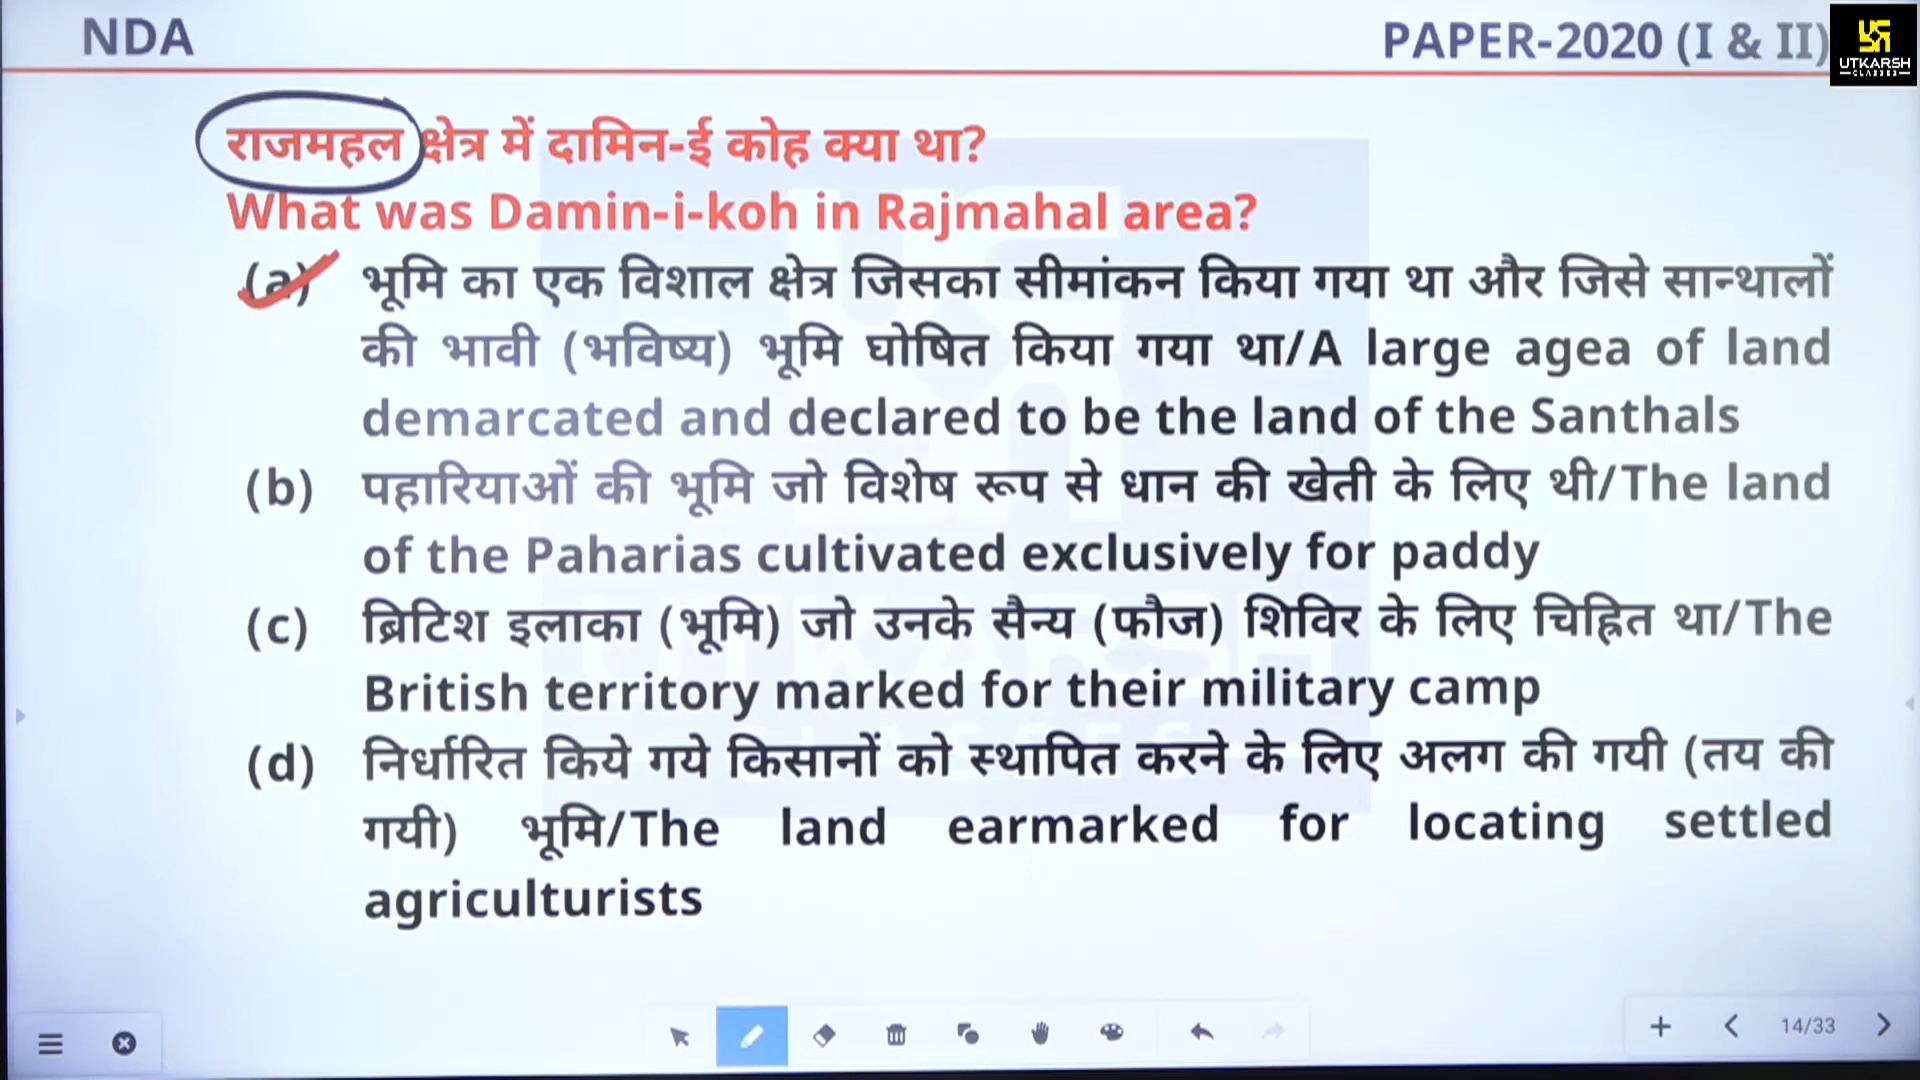 NDA
PAPER-2020 (I & II)
UTKARSH
CLASSES
राजमहल क्षेत्र में दामिन-ई कोह क्या था?
What was Damin-i-koh in Rajmahal area?
(a) भूमि का एक विशाल क्षेत्र जिसका सीमांकन किया गया था और जिसे सान्थालों
की भावी (भविष्य) भूमि घोषित किया गया था/A large agea of land
demarcated and declared to be the land of the Santhals
(b) पहारियाओं की भूमि जो विशेष रूप से धान की खेती के लिए थी/The land
of the Paharias cultivated exclusively for paddy
(c) ब्रिटिश इलाका (भूमि) जो उनके सैन्य (फौज) शिविर के लिए चिह्नित था/The
British territory marked for their military camp
(d) निर्धारित किये गये किसानों को स्थापित करने के लिए अलग की गयी (तय की
गयी) भूमि/The land earmarked for locating settled
agriculturists
UTKARSH
CLASSES
14/33